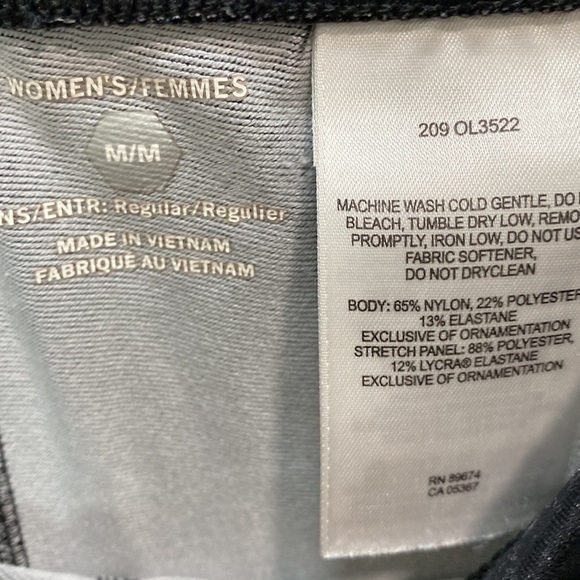 WOMEN'S/FEMMES
M/M
NS/ENTR: Regular/Regulier
MADE IN VIETNAM
FABRIQUÉ AU VIETNAM
209 OL3522
MACHINE WASH COLD GENTLE, DO
BLEACH, TUMBLE DRY LOW, REMO
PROMPTLY, IRON LOW, DO NOT US
FABRIC SOFTENER,
DO NOT DRYCLEAN
BODY: 65% NYLON, 22% POLYESTER
13% ELASTANE
EXCLUSIVE OF ORNAMENTATION
STRETCH PANEL: 88% POLYESTER,
12% LYCRA® ELASTANE
EXCLUSIVE OF ORNAMENTATION
RN 89674
CA 05367